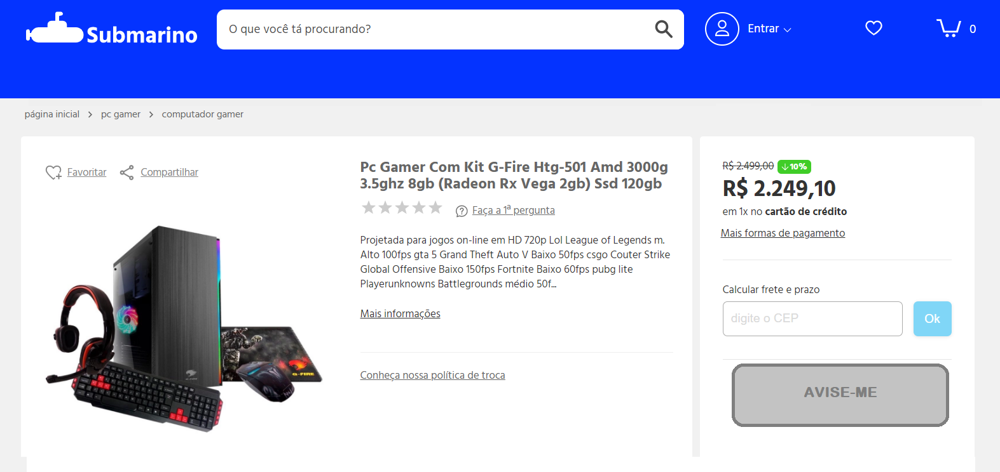 Submarino
O que você tá procurando?
Entrar
0
página inicial > pc gamer > computador gamer
Favoritar
Compartilhar
Pc Gamer Com Kit G-Fire Htg-501 Amd 3000g
3.5ghz 8gb (Radeon Rx Vega 2gb) Ssd 120gb
Faça a 1ª pergunta
Projetada para jogos on-line em HD 720p Lol League of Legends m.
Alto 100fps gta 5 Grand Theft Auto V Baixo 50fps csgo Couter Strike
Global Offensive Baixo 150fps Fortnite Baixo 60fps pubg lite
Playerunknowns Battlegrounds médio 50f...
Mais informações
Conheça nossa política de troca
G-FIRE
G-FIRE
R$ 2.499,00 ↓10%
R$ 2.249,10
em 1x no cartão de crédito
Mais formas de pagamento
Calcular frete e prazo
digite o CEP
Ok
AVISE-ME